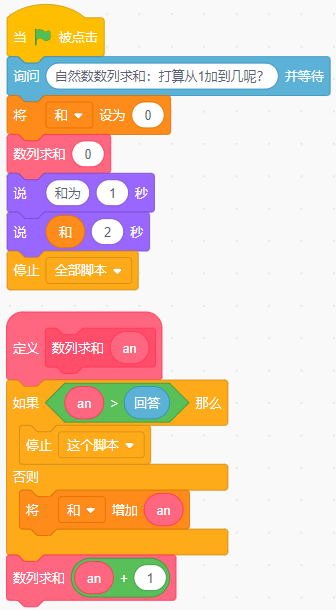 当 被点击
询问 自然数数列求和：打算从1加到几呢？ 并等待
将 和 设为 0
数列求和 0
说 和为 1 秒
说 和 2 秒
停止 全部脚本
定义 数列求和 an
如果 an > 回答 那么
停止 这个脚本
否则
将 和 增加 an
数列求和 an + 1